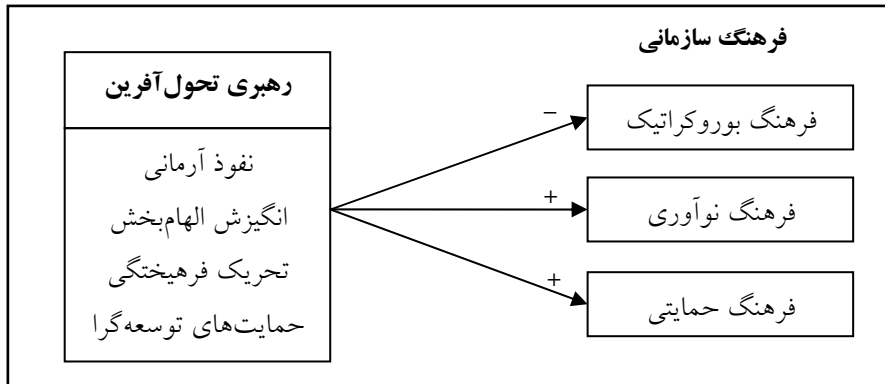 فرهنگ سازمانی
رهبری تحول‌آفرین
نفوذ آرمانی
انگیزش الهام‌بخش
تحریک فرهیختگی
حمایت‌های توسعه‌گرا
–
فرهنگ بوروکراتیک
+
فرهنگ نوآوری
+
فرهنگ حمایتی